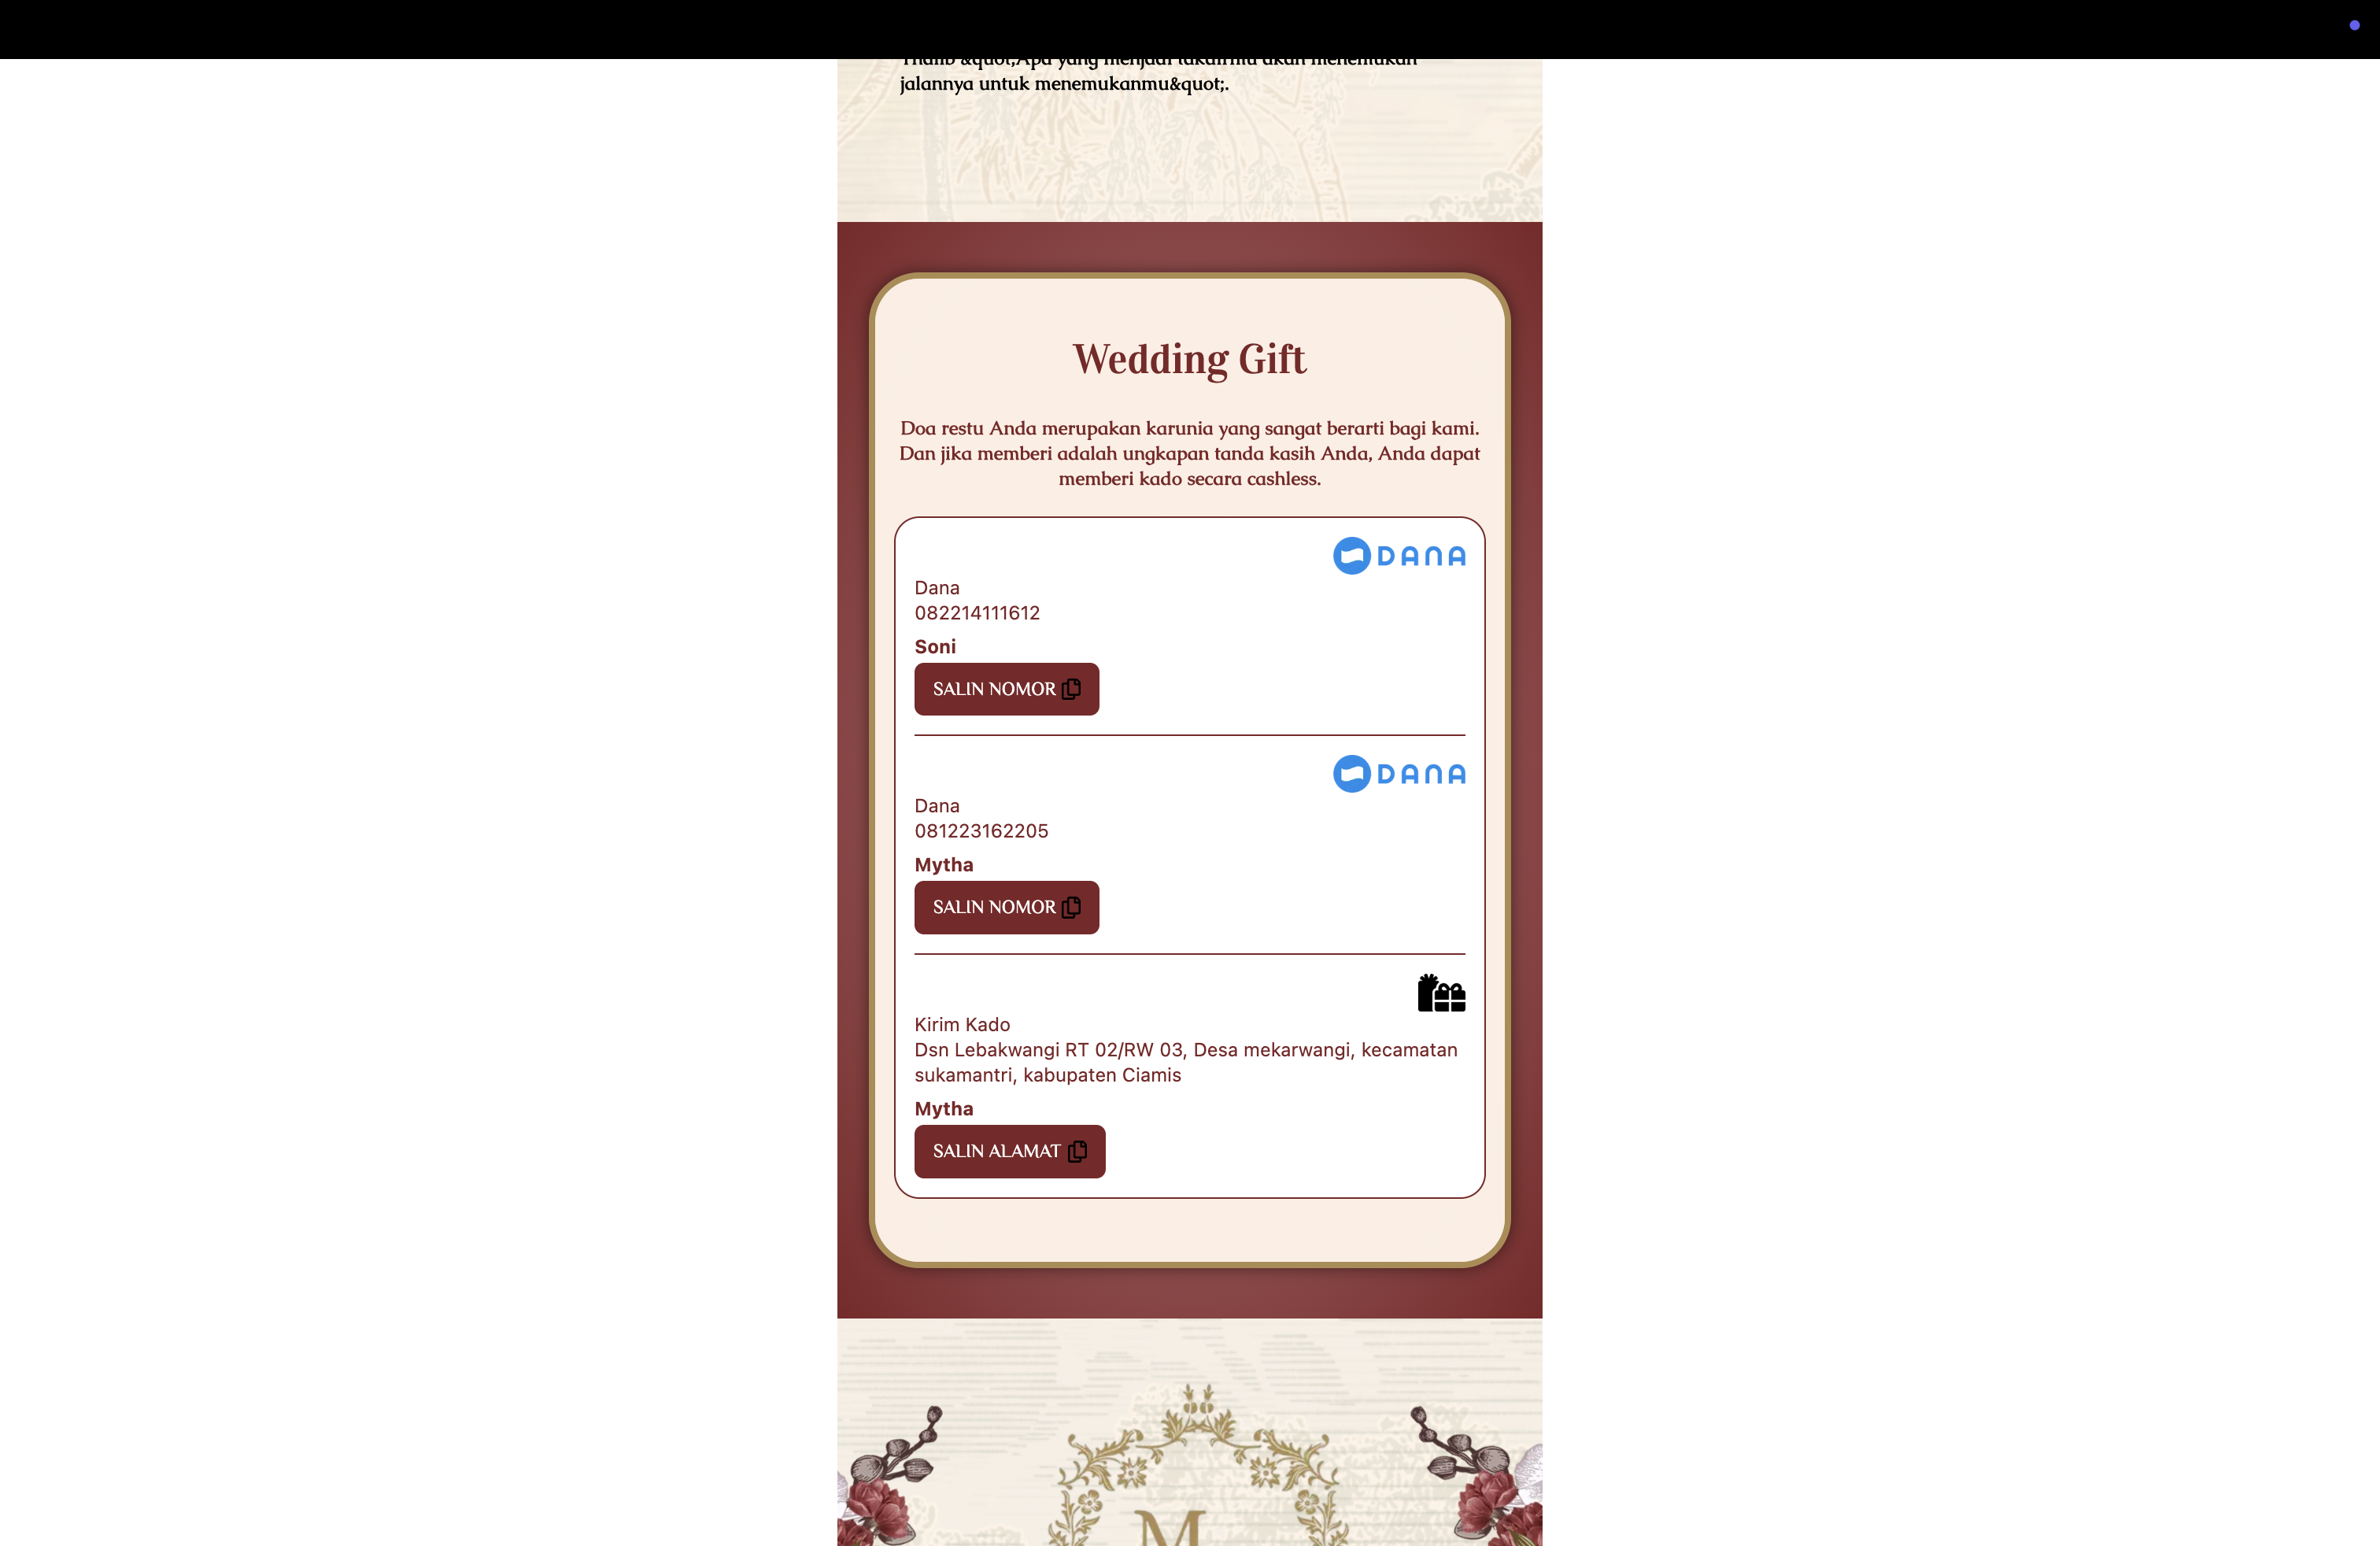 Thalib &quot;Apa yang menjadi takdirmu akan menemukan
jalannya untuk menemukanmu&quot;.
Wedding Gift
Doa restu Anda merupakan karunia yang sangat berarti bagi kami.
Dan jika memberi adalah ungkapan tanda kasih Anda, Anda dapat
memberi kado secara cashless.
DANA
Dana
082214111612
Soni
SALIN NOMOR
DANA
Dana
081223162205
Mytha
SALIN NOMOR
Kirim Kado
Dsn Lebakwangi RT 02/RW 03, Desa mekarwangi, kecamatan
sukamantri, kabupaten Ciamis
Mytha
SALIN ALAMAT
M